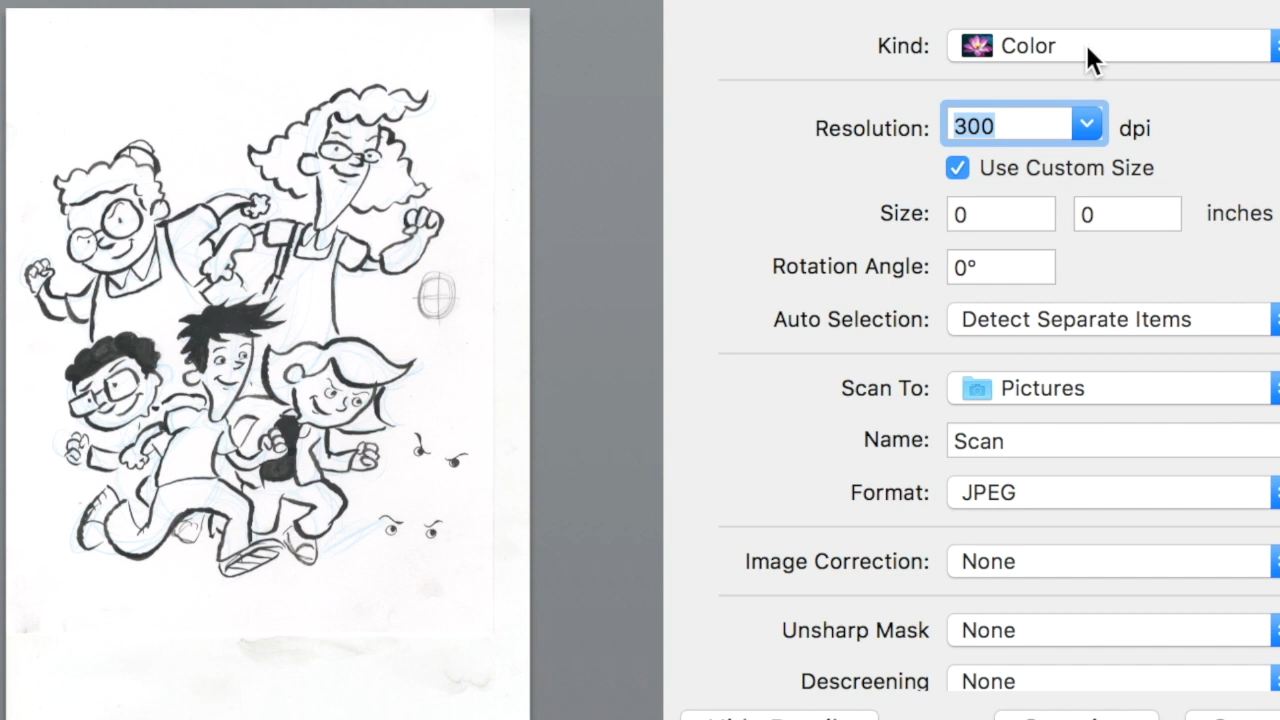 Kind: Color
Resolution: 300 dpi
Use Custom Size
Size: 0 0 inches
Rotation Angle: 0°
Auto Selection: Detect Separate Items
Scan To: Pictures
Name: Scan
Format: JPEG
Image Correction: None
Unsharp Mask None
Descreening None